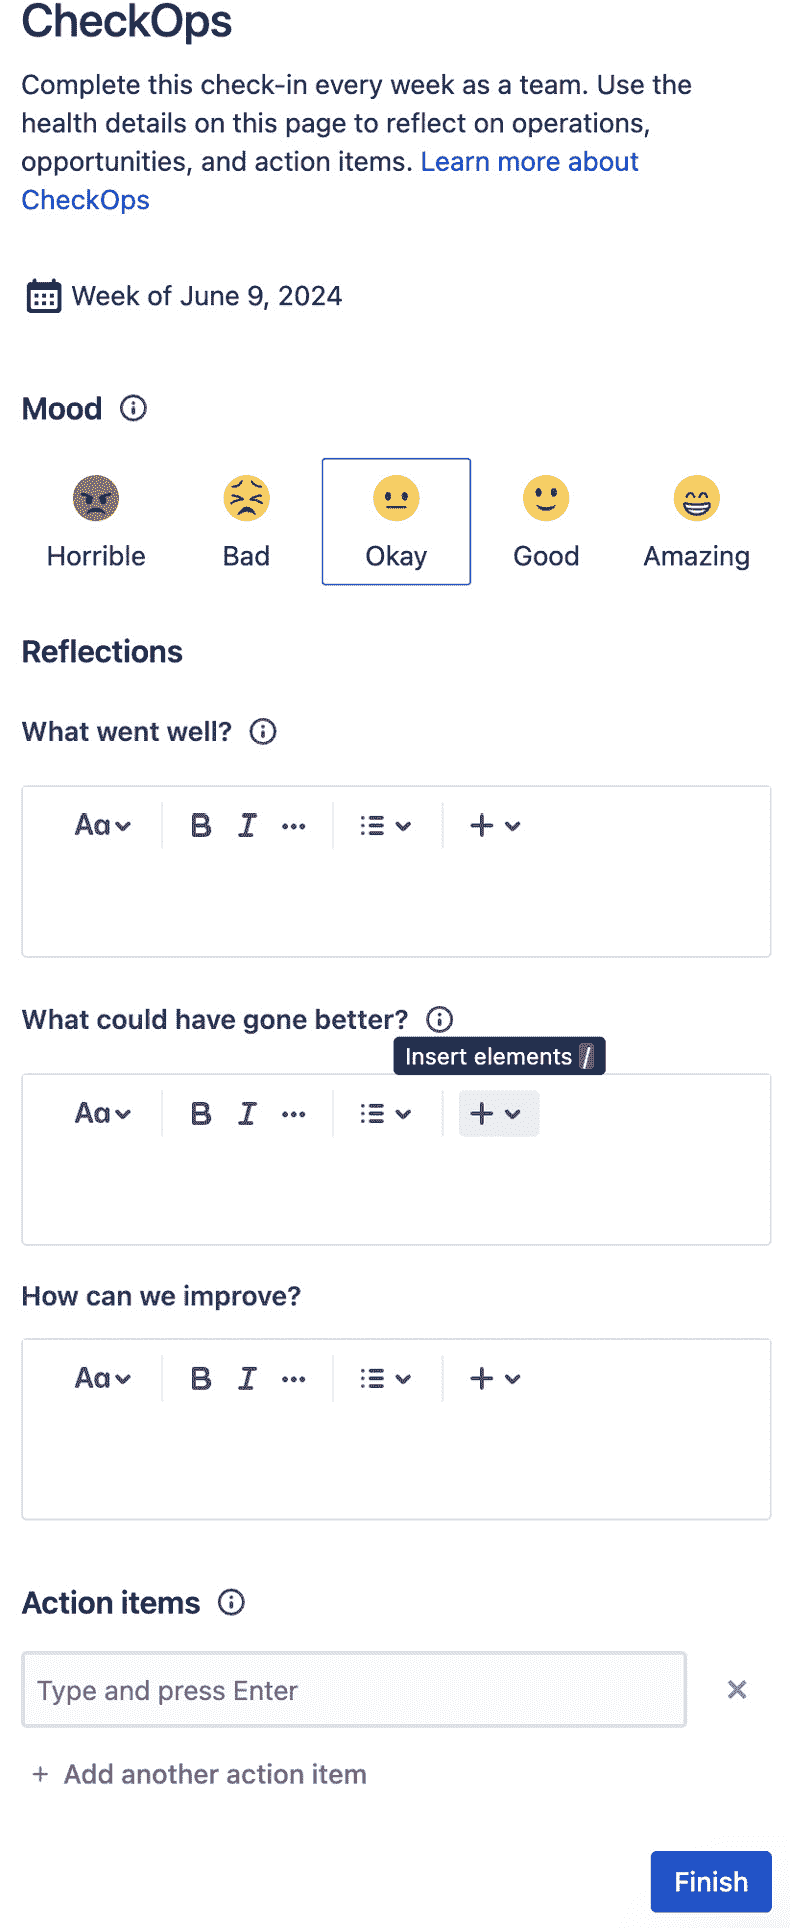 CheckOps
Complete this check-in every week as a team. Use the
health details on this page to reflect on operations,
opportunities, and action items. Learn more about
CheckOps
Week of June 9, 2024
Mood
Horrible Bad Okay Good Amazing
Reflections
What went well?
Aa B I
What could have gone better?
Insert elements /
Aa B I
How can we improve?
Aa B I
Action items
Type and press Enter
+ Add another action item
Finish